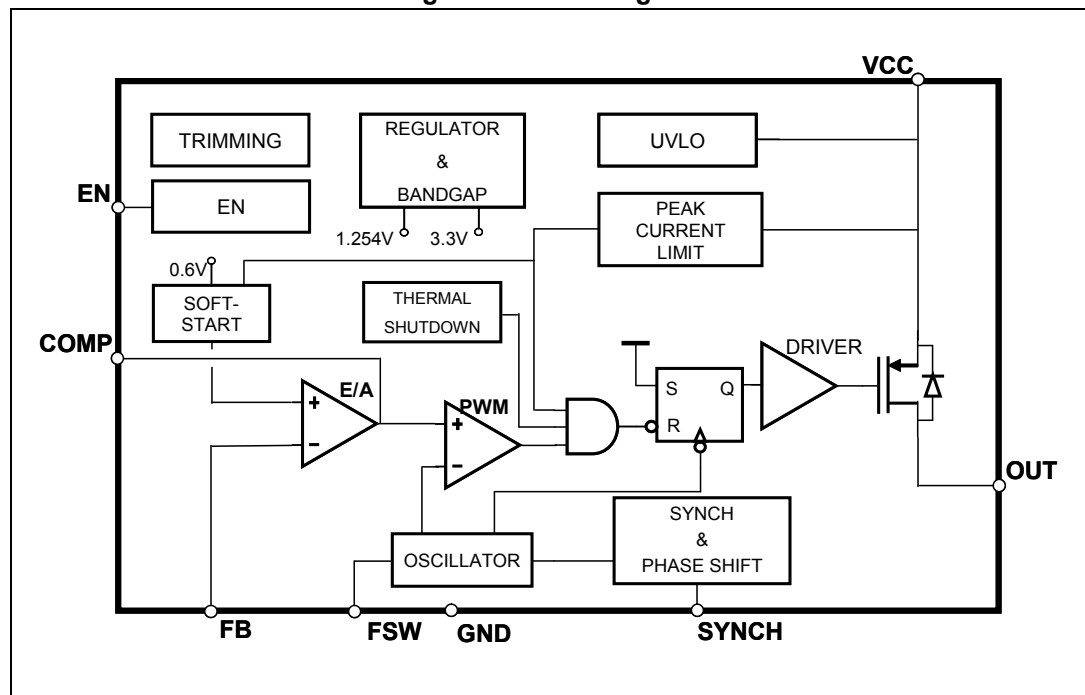 VCC
TRIMMING
REGULATOR
&
BANDGAP
UVLO
EN
EN
PEAK
CURRENT
LIMIT
1.254V
3.3V
0.6V
SOFT-
START
THERMAL
SHUTDOWN
COMP
DRIVER
E/A
+
−
PWM
+
−
S
Q
R
OUT
SYNCH
&
PHASE SHIFT
OSCILLATOR
FB
FSW
GND
SYNCH